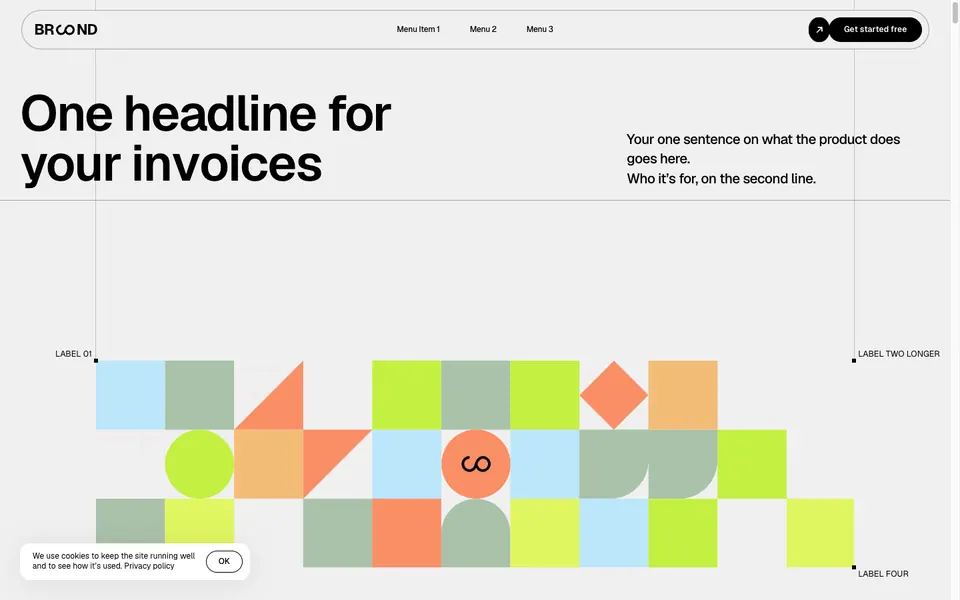 BRCOND
Menu Item 1
Menu 2
Menu 3
Get started free
One headline for
your invoices
Your one sentence on what the product does
goes here.
Who it's for, on the second line.
LABEL 01
LABEL TWO LONGER
We use cookies to keep the site running well
and to see how it's used. Privacy policy
OK
LABEL FOUR